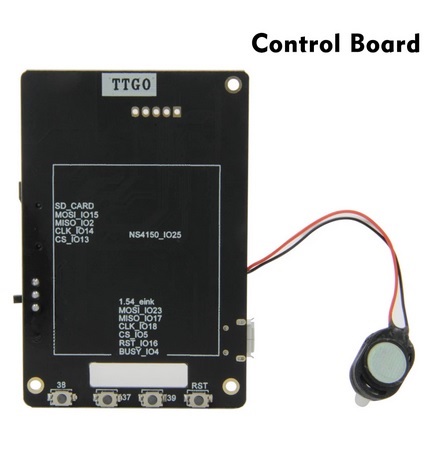 Control Board
TTGO
SD_CARD
MOSI_IO15
MISO_IO2
CLK_IO14
CS_IO13
NS4150_IO25
1.54_eink
MOSI_IO23
MISO_IO17
CLK_IO18
CS_IO5
RST_IO16
BUSY_IO4
38
37
39
RST